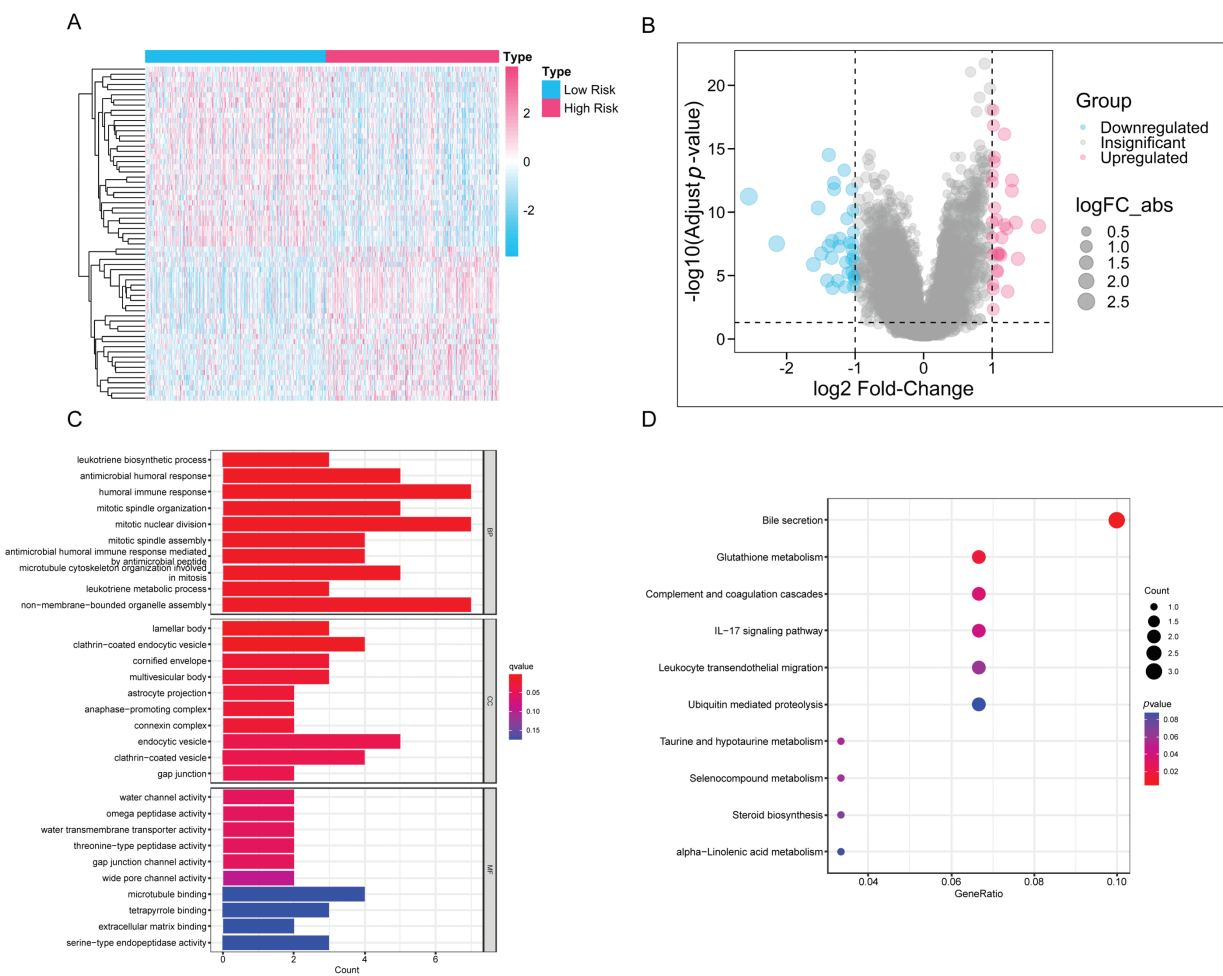 A
Type
2
0
-2
Type
Low Risk
High Risk
B
-log10(Adjust p-value)
20
15
10
5
0
-2
-1
0
1
log2 Fold-Change
Group
Downregulated
Insignificant
Upregulated
logFC_abs
0.5
1.0
1.5
2.0
2.5
C
leukotriene biosynthetic process
antimicrobial humoral response
humoral immune response
mitotic spindle organization
mitotic nuclear division
mitotic spindle assembly
antimicrobial humoral immune response mediated
by antimicrobial peptide
microtubule cytoskeleton organization involved
in mitosis
leukotriene metabolic process
non−membrane−bounded organelle assembly
BP
lamellar body
clathrin−coated endocytic vesicle
cornified envelope
multivesicular body
astrocyte projection
anaphase−promoting complex
connexin complex
endocytic vesicle
clathrin−coated vesicle
gap junction
CC
water channel activity
omega peptidase activity
water transmembrane transporter activity
threonine−type peptidase activity
gap junction channel activity
wide pore channel activity
microtubule binding
tetrapyrrole binding
extracellular matrix binding
serine−type endopeptidase activity
MF
0
2
4
6
Count
qvalue
0.05
0.10
0.15
D
Bile secretion
Glutathione metabolism
Complement and coagulation cascades
IL−17 signaling pathway
Leukocyte transendothelial migration
Ubiquitin mediated proteolysis
Taurine and hypotaurine metabolism
Selenocompound metabolism
Steroid biosynthesis
alpha−Linolenic acid metabolism
0.04
0.06
0.08
0.10
GeneRatio
Count
1.0
1.5
2.0
2.5
3.0
pvalue
0.08
0.06
0.04
0.02